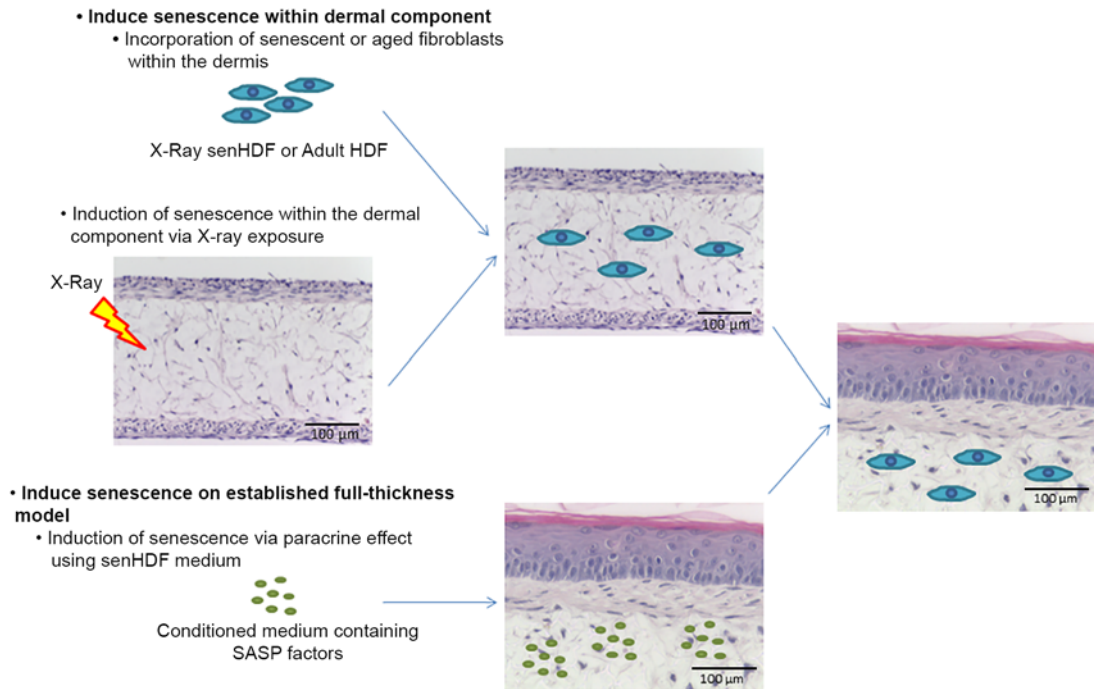 • Induce senescence within dermal component
• Incorporation of senescent or aged fibroblasts
within the dermis
X-Ray senHDF or Adult HDF
• Induction of senescence within the dermal
component via X-ray exposure
X-Ray
100 µm
100 µm
• Induce senescence on established full-thickness
model
• Induction of senescence via paracrine effect
using senHDF medium
Conditioned medium containing
SASP factors
100 µm
100 µm